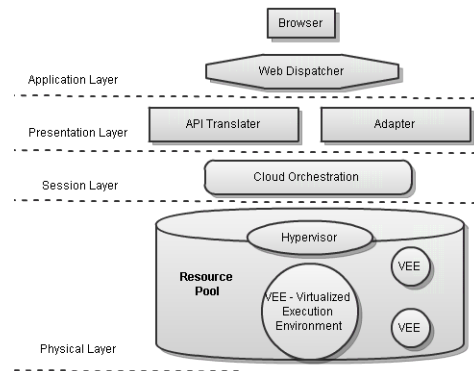 Browser
Web Dispatcher
Application Layer
API Translater
Adapter
Presentation Layer
Cloud Orchestration
Session Layer
Hypervisor
Resource
Pool
VEE
VEE - Virtualized
Execution
Environment
VEE
Physical Layer